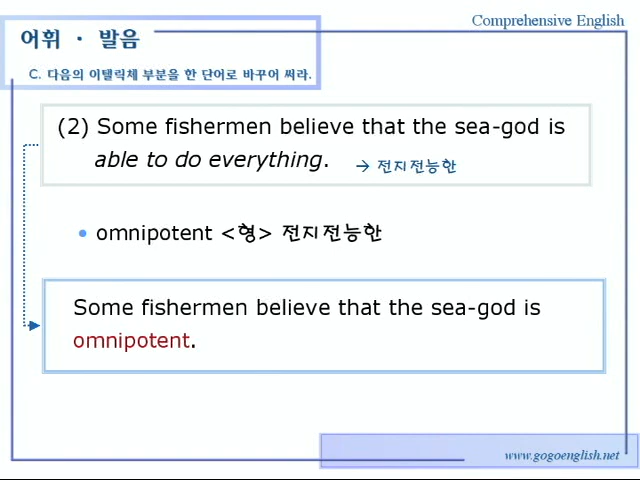 Comprehensive English
어휘 · 발음
C. 다음의 이탤릭체 부분을 한 단어로 바꾸어 써라.
(2) Some fishermen believe that the sea-god is
able to do everything. → 전지전능한
• omnipotent <형> 전지전능한
Some fishermen believe that the sea-god is
omnipotent.
www.gogoenglish.net